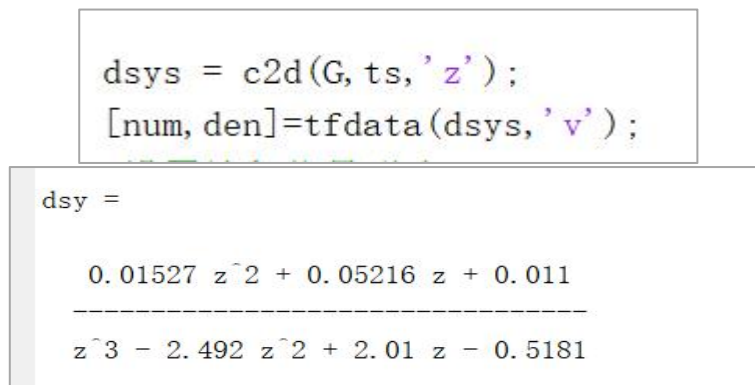 dsys = c2d(G,ts,'z');
[num,den]=tfdata(dsys,'v');
dsy =
0.01527 z^2 + 0.05216 z + 0.011
---------------------------------
z^3 - 2.492 z^2 + 2.01 z - 0.5181